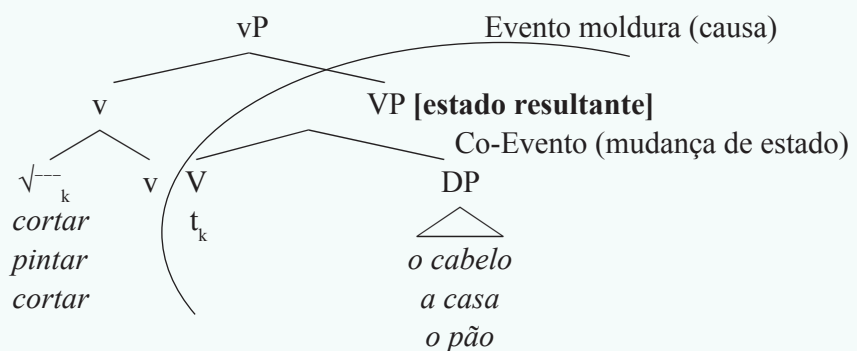 vP Evento moldura (causa)
v VP [estado resultante]
Co-Evento (mudança de estado)
√---k v V DP
cortar tk
pintar o cabelo
cortar a casa
o pão